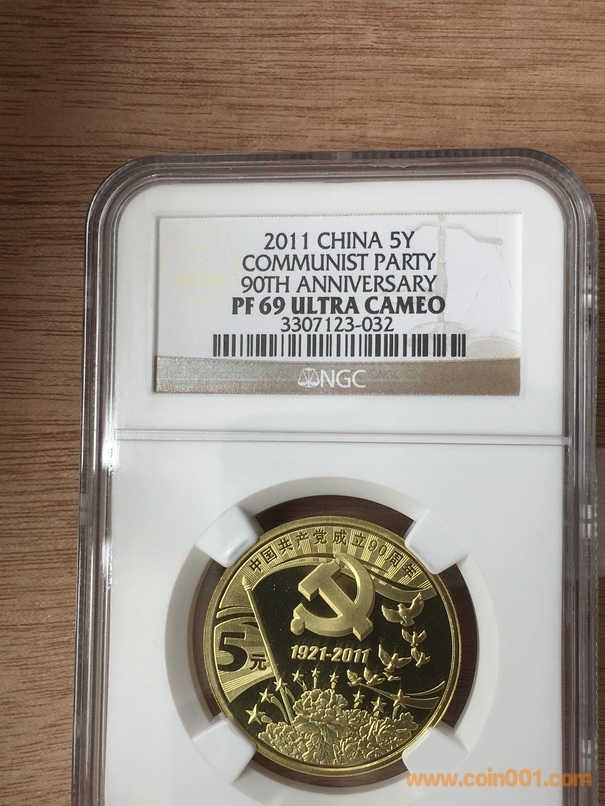 2011 CHINA 5Y
COMMUNIST PARTY
90TH ANNIVERSARY
PF 69 ULTRA CAMEO
3307123-032
NGC
中国共产党成立90周年
1921-2011
5元
www.coin001.com